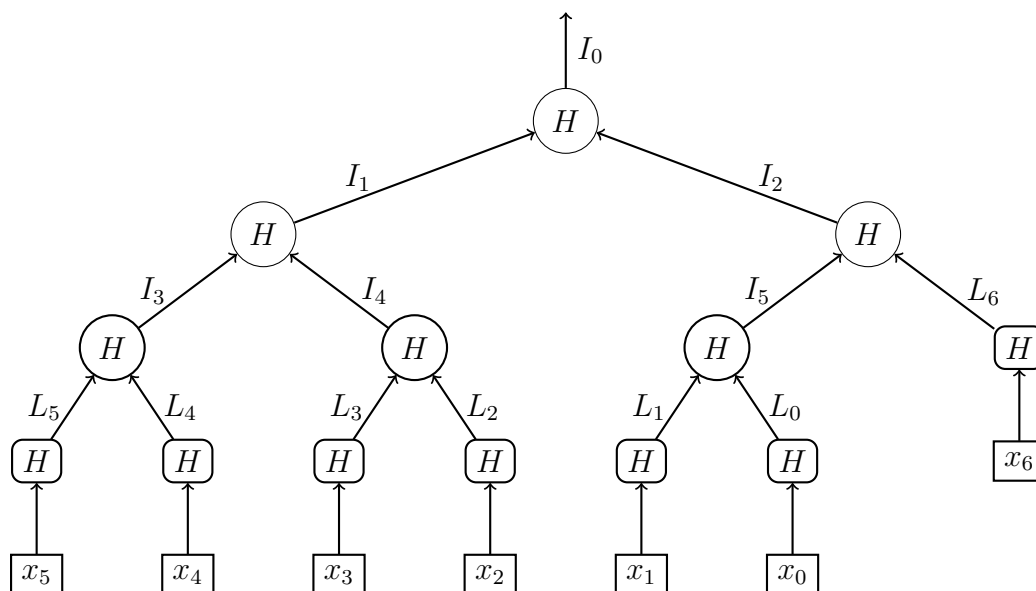 I₀
H
I₁ I₂
H H
I₃ I₄ I₅ L₆
H H H H
L₅ L₄ L₃ L₂ L₁ L₀
H H H H H H x₆
x₅ x₄ x₃ x₂ x₁ x₀